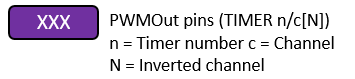 XXX
PWMOut pins (TIMER n/c[N])
n = Timer number c = Channel
N = Inverted channel